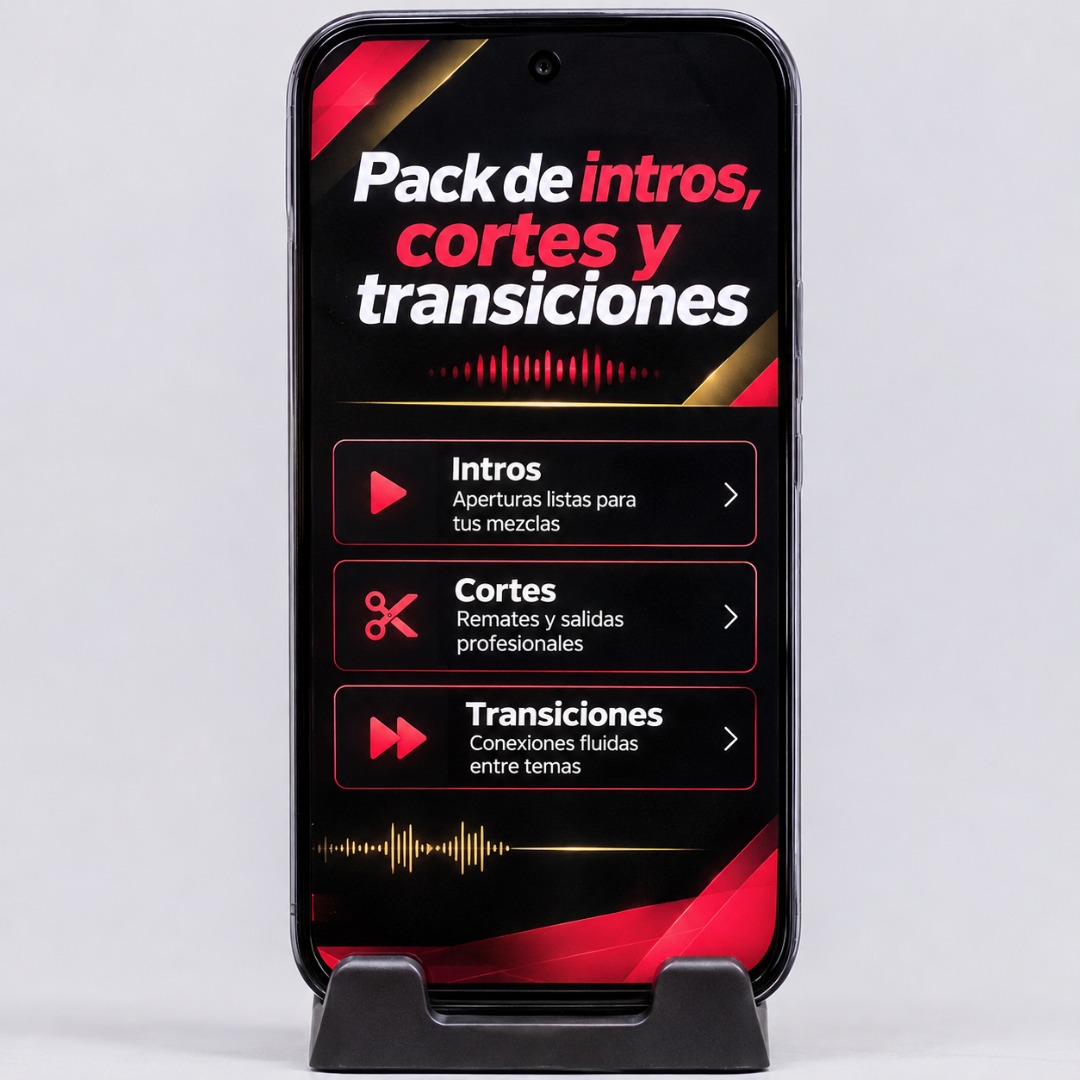 Pack de intros,
cortes y
transiciones
Intros
Aperturas listas para
tus mezclas
Cortes
Remates y salidas
profesionales
Transiciones
Conexiones fluidas
entre temas